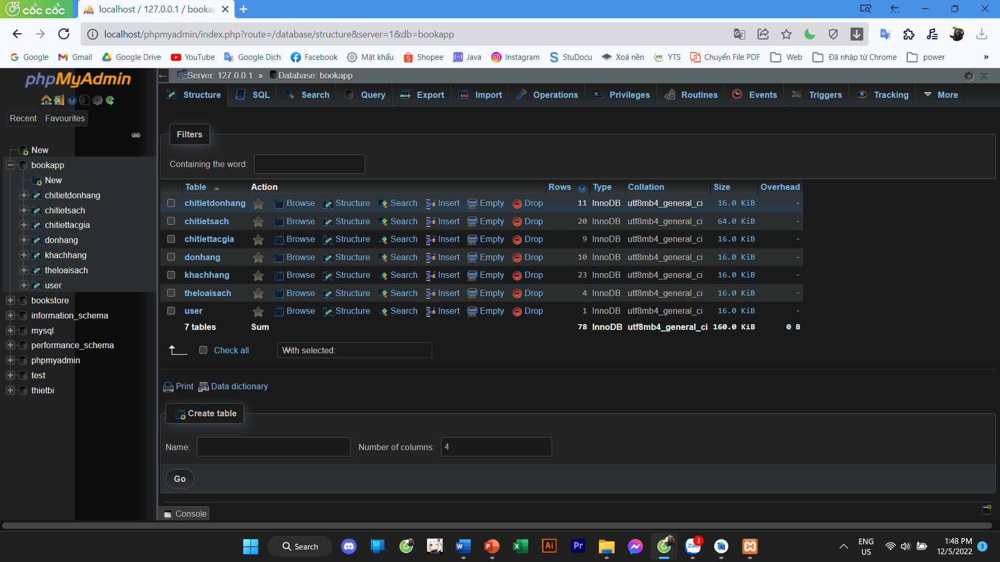 cốc cốc
localhost / 127.0.0.1 / booka
localhost/phpmyadmin/index.php?route=/database/structure&server=1&db=bookapp
Google Gmail Google Drive YouTube Google Dịch Facebook Mật khẩu Shopee Java Instagram StuDocu Xoá nền YTS Chuyển File PDF Web Đã nhập từ Chrome power »
phpMyAdmin
Recent Favourites
New
bookapp
New
chitietdonhang
chitietsach
chitiettacgia
donhang
khachhang
theloaisach
user
bookstore
information_schema
mysql
performance_schema
phpmyadmin
test
thietbi
Server: 127.0.0.1 » Database: bookapp
Structure SQL Search Query Export Import Operations Privileges Routines Events Triggers Tracking More
Filters
Containing the word:
Table Action Rows Type Collation Size Overhead
chitietdonhang Browse Structure Search Insert Empty Drop 11 InnoDB utf8mb4_general_ci 16.0 KiB -
chitietsach Browse Structure Search Insert Empty Drop 20 InnoDB utf8mb4_general_ci 64.0 KiB -
chitiettacgia Browse Structure Search Insert Empty Drop 9 InnoDB utf8mb4_general_ci 16.0 KiB -
donhang Browse Structure Search Insert Empty Drop 10 InnoDB utf8mb4_general_ci 16.0 KiB -
khachhang Browse Structure Search Insert Empty Drop 23 InnoDB utf8mb4_general_ci 16.0 KiB -
theloaisach Browse Structure Search Insert Empty Drop 4 InnoDB utf8mb4_general_ci 16.0 KiB -
user Browse Structure Search Insert Empty Drop 1 InnoDB utf8mb4_general_ci 16.0 KiB -
7 tables Sum 78 InnoDB utf8mb4_general_ci 160.0 KiB 0 B
Check all With selected:
Print Data dictionary
Create table
Name: Number of columns: 4
Go
Console
Search
Ai
Pr
Zalo
3
ENG
US
1:48 PM
12/5/2022
3